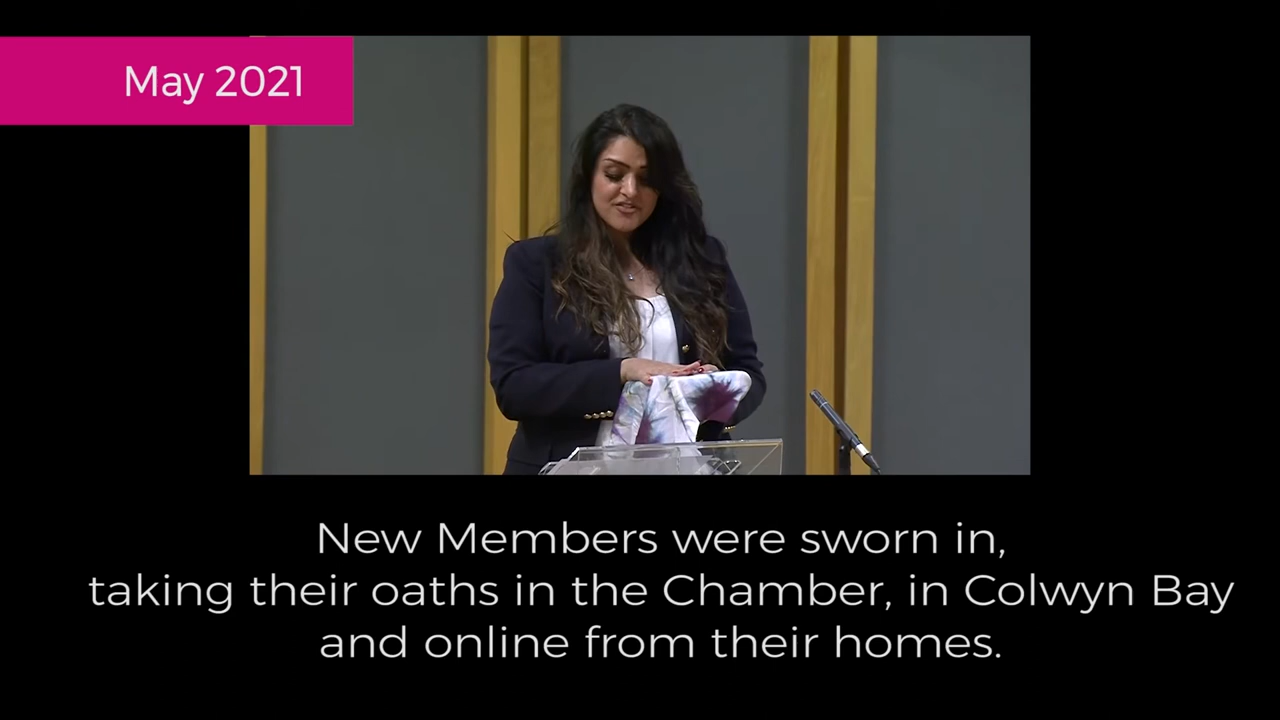 May 2021
New Members were sworn in,
taking their oaths in the Chamber, in Colwyn Bay
and online from their homes.